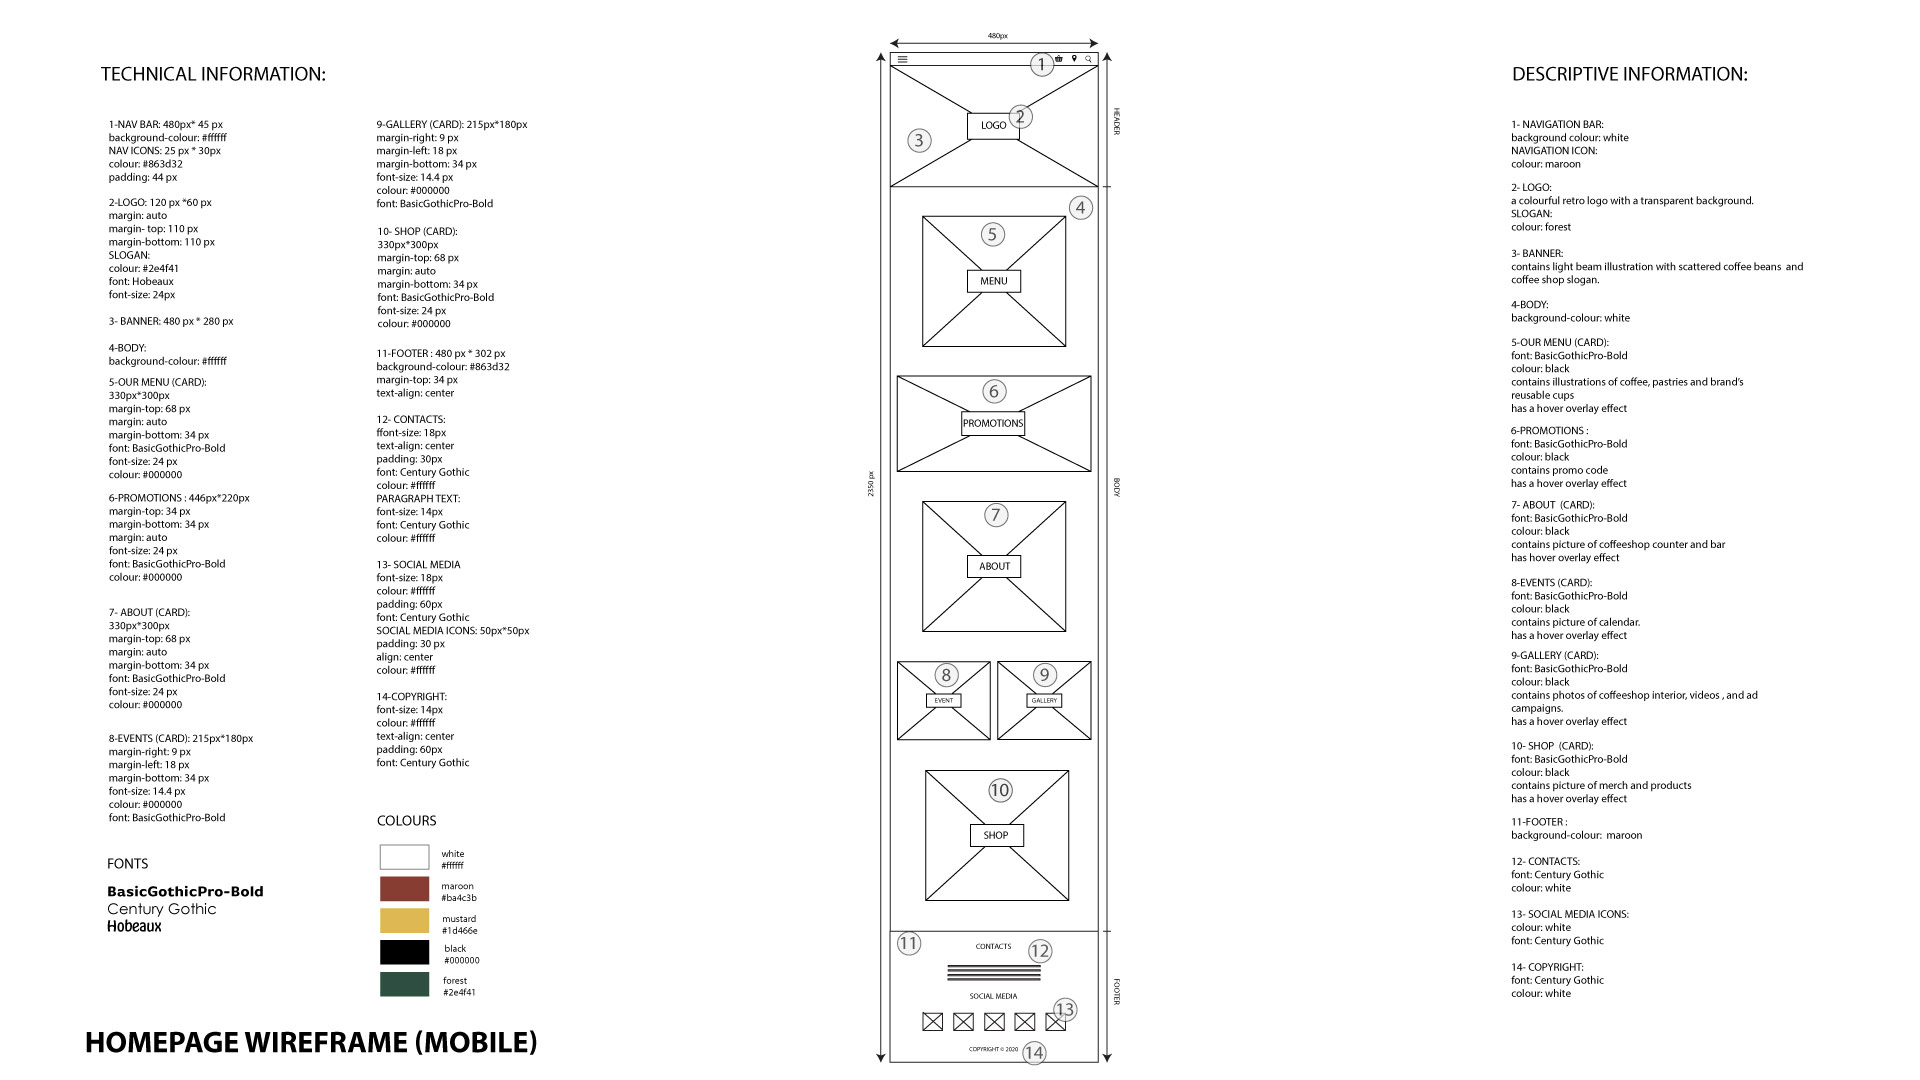 TECHNICAL INFORMATION:
1-NAV BAR: 480px* 45 px
background-colour: #ffffff
NAV ICONS: 25 px * 30px
colour: #863d32
padding: 44 px
2-LOGO: 120 px *60 px
margin: auto
margin- top: 110 px
margin-bottom: 110 px
SLOGAN:
colour: #2e4f41
font: Hobeaux
font-size: 24px
3- BANNER: 480 px * 280 px
4-BODY:
background-colour: #ffffff
5-OUR MENU (CARD):
330px*300px
margin-top: 68 px
margin: auto
margin-bottom: 34 px
font: BasicGothicPro-Bold
font-size: 24 px
colour: #000000
6-PROMOTIONS : 446px*220px
margin-top: 34 px
margin-bottom: 34 px
margin: auto
font-size: 24 px
font: BasicGothicPro-Bold
colour: #000000
7- ABOUT (CARD):
330px*300px
margin-top: 68 px
margin: auto
margin-bottom: 34 px
font: BasicGothicPro-Bold
font-size: 24 px
colour: #000000
8-EVENTS (CARD): 215px*180px
margin-right: 9 px
margin-left: 18 px
margin-bottom: 34 px
font-size: 14.4 px
colour: #000000
font: BasicGothicPro-Bold
FONTS
BasicGothicPro-Bold
Century Gothic
Hobeaux
9-GALLERY (CARD): 215px*180px
margin-right: 9 px
margin-left: 18 px
margin-bottom: 34 px
font-size: 14.4 px
colour: #000000
font: BasicGothicPro-Bold
10- SHOP (CARD):
330px*300px
margin-top: 68 px
margin: auto
margin-bottom: 34 px
font: BasicGothicPro-Bold
font-size: 24 px
colour: #000000
11-FOOTER : 480 px * 302 px
background-colour: #863d32
margin-top: 34 px
text-align: center
12- CONTACTS:
ffont-size: 18px
text-align: center
padding: 30px
font: Century Gothic
colour: #ffffff
PARAGRAPH TEXT:
font-size: 14px
font: Century Gothic
colour: #ffffff
13- SOCIAL MEDIA
font-size: 18px
colour: #ffffff
padding: 60px
font: Century Gothic
SOCIAL MEDIA ICONS: 50px*50px
padding: 30 px
align: center
colour: #ffffff
14-COPYRIGHT:
font-size: 14px
colour: #ffffff
text-align: center
padding: 60px
font: Century Gothic
COLOURS
white
#ffffff
maroon
#ba4c3b
mustard
#1d466e
black
#000000
forest
#2e4f41
HOMEPAGE WIREFRAME (MOBILE)
480px
1
2
LOGO
3
HEADER
4
5
MENU
6
PROMOTIONS
2350 px
BODY
7
ABOUT
8
EVENT
9
GALLERY
10
SHOP
11
CONTACTS
12
SOCIAL MEDIA
FOOTER
13
COPYRIGHT © 2020
14
DESCRIPTIVE INFORMATION:
1- NAVIGATION BAR:
background colour: white
NAVIGATION ICON:
colour: maroon
2- LOGO:
a colourful retro logo with a transparent background.
SLOGAN:
colour: forest
3- BANNER:
contains light beam illustration with scattered coffee beans and
coffee shop slogan.
4-BODY:
background-colour: white
5-OUR MENU (CARD):
font: BasicGothicPro-Bold
colour: black
contains illustrations of coffee, pastries and brand's
reusable cups
has a hover overlay effect
6-PROMOTIONS :
font: BasicGothicPro-Bold
colour: black
contains promo code
has a hover overlay effect
7- ABOUT (CARD):
font: BasicGothicPro-Bold
colour: black
contains picture of coffeeshop counter and bar
has hover overlay effect
8-EVENTS (CARD):
font: BasicGothicPro-Bold
colour: black
contains picture of calendar.
has a hover overlay effect
9-GALLERY (CARD):
font: BasicGothicPro-Bold
colour: black
contains photos of coffeeshop interior, videos , and ad
campaigns.
has a hover overlay effect
10- SHOP (CARD):
font: BasicGothicPro-Bold
colour: black
contains picture of merch and products
has a hover overlay effect
11-FOOTER :
background-colour: maroon
12- CONTACTS:
font: Century Gothic
colour: white
13- SOCIAL MEDIA ICONS:
colour: white
font: Century Gothic
14- COPYRIGHT:
font: Century Gothic
colour: white